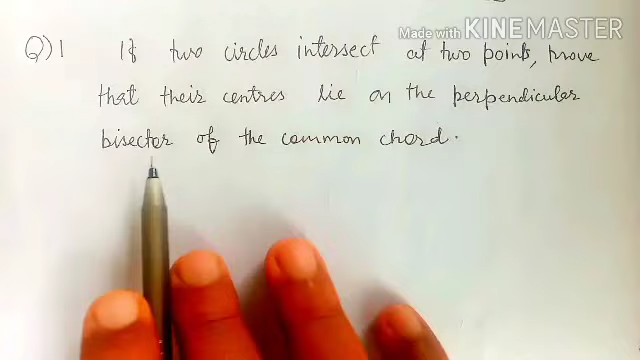 Made with KINEMASTER
Q)1 If two circles intersect at two points, prove
that their centres lie on the perpendicular
bisector of the common chord.